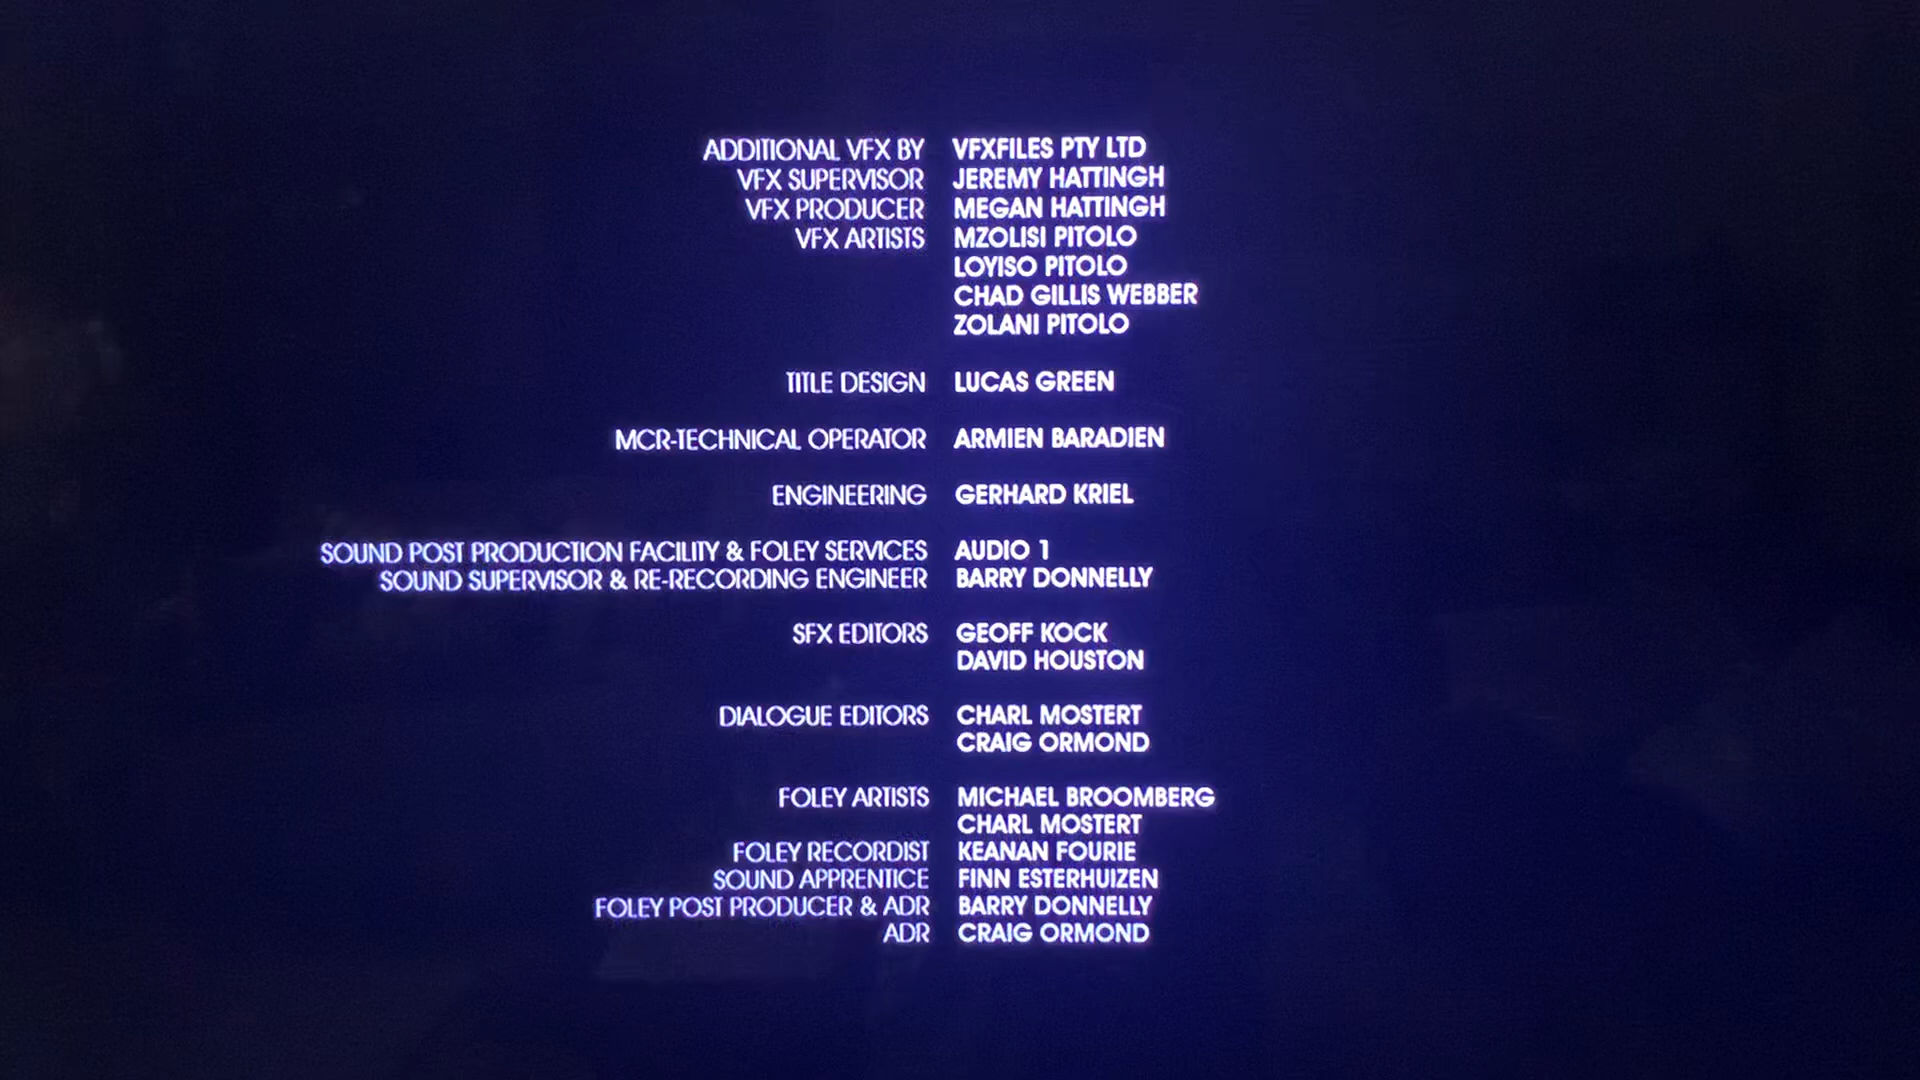 ADDITIONAL VFX BY VFXFILES PTY LTD
VFX SUPERVISOR JEREMY HATTINGH
VFX PRODUCER MEGAN HATTINGH
VFX ARTISTS MZOLISI PITOLO
LOYISO PITOLO
CHAD GILLIS WEBBER
ZOLANI PITOLO
TITLE DESIGN LUCAS GREEN
MCR-TECHNICAL OPERATOR ARMIEN BARADIEN
ENGINEERING GERHARD KRIEL
SOUND POST PRODUCTION FACILITY & FOLEY SERVICES AUDIO 1
SOUND SUPERVISOR & RE-RECORDING ENGINEER BARRY DONNELLY
SFX EDITORS GEOFF KOCK
DAVID HOUSTON
DIALOGUE EDITORS CHARL MOSTERT
CRAIG ORMOND
FOLEY ARTISTS MICHAEL BROOMBERG
CHARL MOSTERT
FOLEY RECORDIST KEANAN FOURIE
SOUND APPRENTICE FINN ESTERHUIZEN
FOLEY POST PRODUCER & ADR BARRY DONNELLY
ADR CRAIG ORMOND